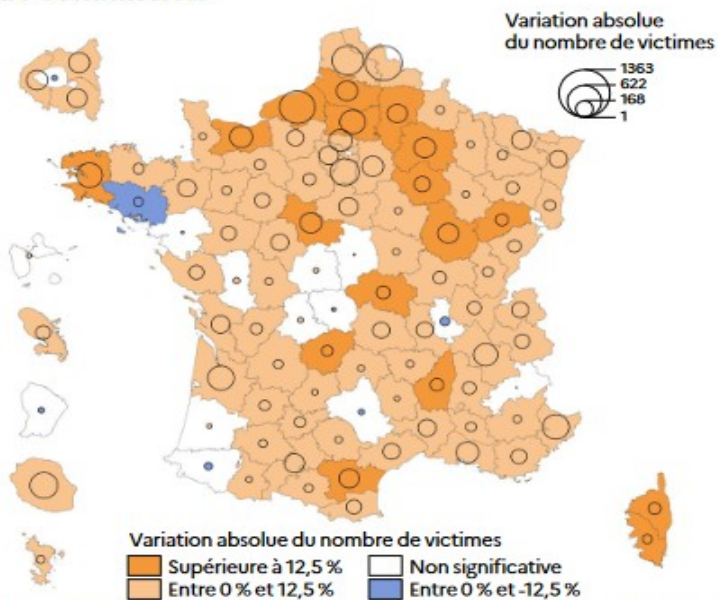 Variation absolue
du nombre de victimes
1363
622
168
1
Variation absolue du nombre de victimes
Supérieure à 12,5 %
Non significative
Entre 0 % et 12,5 %
Entre 0 % et -12,5 %